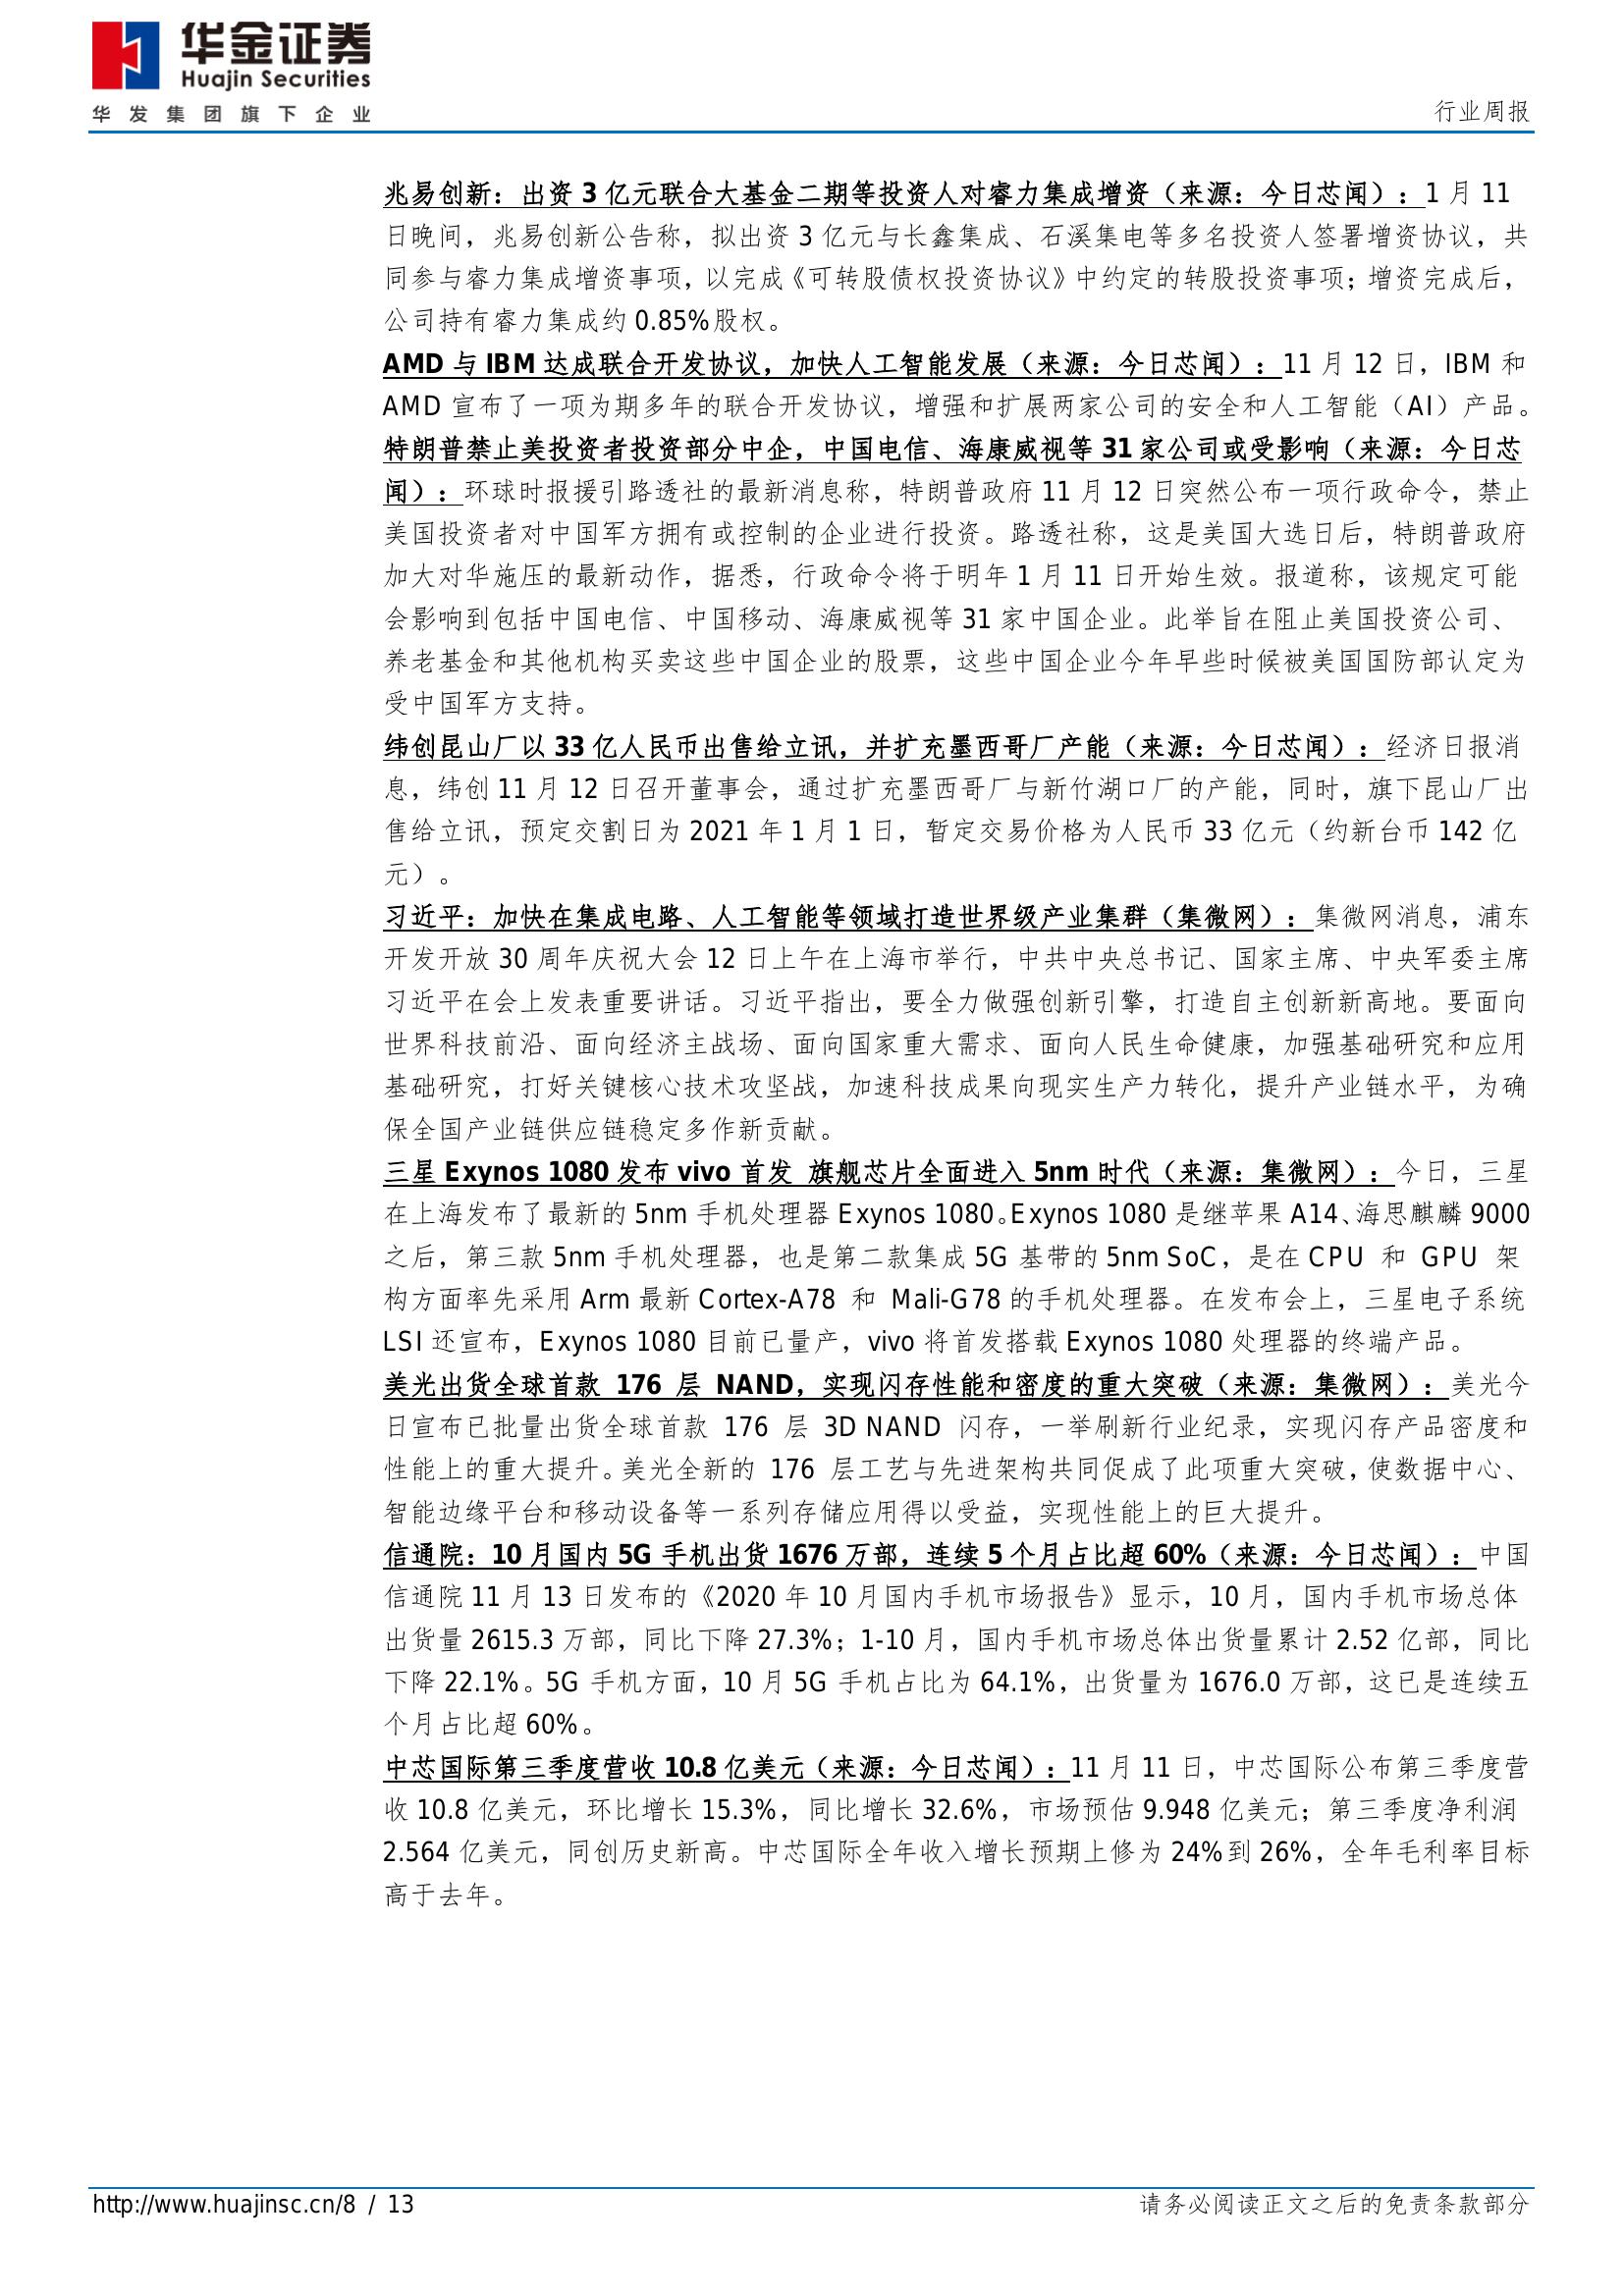 华金证券
Huajin Securities
华发集团旗下企业
行业周报
兆易创新：出资 3 亿元联合大基金二期等投资人对睿力集成增资（来源：今日芯闻）：1 月 11
日晚间，兆易创新公告称，拟出资 3 亿元与长鑫集成、石溪集电等多名投资人签署增资协议，共
同参与睿力集成增资事项，以完成《可转股债权投资协议》中约定的转股投资事项；增资完成后，
公司持有睿力集成约 0.85%股权。
AMD 与 IBM 达成联合开发协议，加快人工智能发展（来源：今日芯闻）：11 月 12 日，IBM 和
AMD 宣布了一项为期多年的联合开发协议，增强和扩展两家公司的安全和人工智能（AI）产品。
特朗普禁止美投资者投资部分中企，中国电信、海康威视等 31 家公司或受影响（来源：今日芯
闻）：环球时报援引路透社的最新消息称，特朗普政府 11 月 12 日突然公布一项行政命令，禁止
美国投资者对中国军方拥有或控制的企业进行投资。路透社称，这是美国大选日后，特朗普政府
加大对华施压的最新动作，据悉，行政命令将于明年 1 月 11 日开始生效。报道称，该规定可能
会影响到包括中国电信、中国移动、海康威视等 31 家中国企业。此举旨在阻止美国投资公司、
养老基金和其他机构买卖这些中国企业的股票，这些中国企业今年早些时候被美国国防部认定为
受中国军方支持。
纬创昆山厂以 33 亿人民币出售给立讯，并扩充墨西哥厂产能（来源：今日芯闻）：经济日报消
息，纬创 11 月 12 日召开董事会，通过扩充墨西哥厂与新竹湖口厂的产能，同时，旗下昆山厂出
售给立讯，预定交割日为 2021 年 1 月 1 日，暂定交易价格为人民币 33 亿元（约新台币 142 亿
元）。
习近平：加快在集成电路、人工智能等领域打造世界级产业集群（集微网）：集微网消息，浦东
开发开放 30 周年庆祝大会 12 日上午在上海市举行，中共中央总书记、国家主席、中央军委主席
习近平在会上发表重要讲话。习近平指出，要全力做强创新引擎，打造自主创新新高地。要面向
世界科技前沿、面向经济主战场、面向国家重大需求、面向人民生命健康，加强基础研究和应用
基础研究，打好关键核心技术攻坚战，加速科技成果向现实生产力转化，提升产业链水平，为确
保全国产业链供应链稳定多作新贡献。
三星 Exynos 1080 发布 vivo 首发 旗舰芯片全面进入 5nm 时代（来源：集微网）：今日，三星
在上海发布了最新的 5nm 手机处理器 Exynos 1080。Exynos 1080 是继苹果 A14、海思麒麟 9000
之后，第三款 5nm 手机处理器，也是第二款集成 5G 基带的 5nm SoC，是在 CPU 和 GPU 架
构方面率先采用 Arm 最新 Cortex-A78 和 Mali-G78 的手机处理器。在发布会上，三星电子系统
LSI 还宣布，Exynos 1080 目前已量产，vivo 将首发搭载 Exynos 1080 处理器的终端产品。
美光出货全球首款 176 层 NAND，实现闪存性能和密度的重大突破（来源：集微网）：美光今
日宣布已批量出货全球首款 176 层 3D NAND 闪存，一举刷新行业纪录，实现闪存产品密度和
性能上的重大提升。美光全新的 176 层工艺与先进架构共同促成了此项重大突破，使数据中心、
智能边缘平台和移动设备等一系列存储应用得以受益，实现性能上的巨大提升。
信通院：10 月国内 5G 手机出货 1676 万部，连续 5 个月占比超 60%（来源：今日芯闻）：中国
信通院 11 月 13 日发布的《2020 年 10 月国内手机市场报告》显示，10 月，国内手机市场总体
出货量 2615.3 万部，同比下降 27.3%；1-10 月，国内手机市场总体出货量累计 2.52 亿部，同比
下降 22.1%。5G 手机方面，10 月 5G 手机占比为 64.1%，出货量为 1676.0 万部，这已是连续五
个月占比超 60%。
中芯国际第三季度营收 10.8 亿美元（来源：今日芯闻）：11 月 11 日，中芯国际公布第三季度营
收 10.8 亿美元，环比增长 15.3%，同比增长 32.6%，市场预估 9.948 亿美元；第三季度净利润
2.564 亿美元，同创历史新高。中芯国际全年收入增长预期上修为 24%到 26%，全年毛利率目标
高于去年。
http://www.huajinsc.cn/8 / 13
请务必阅读正文之后的免责条款部分